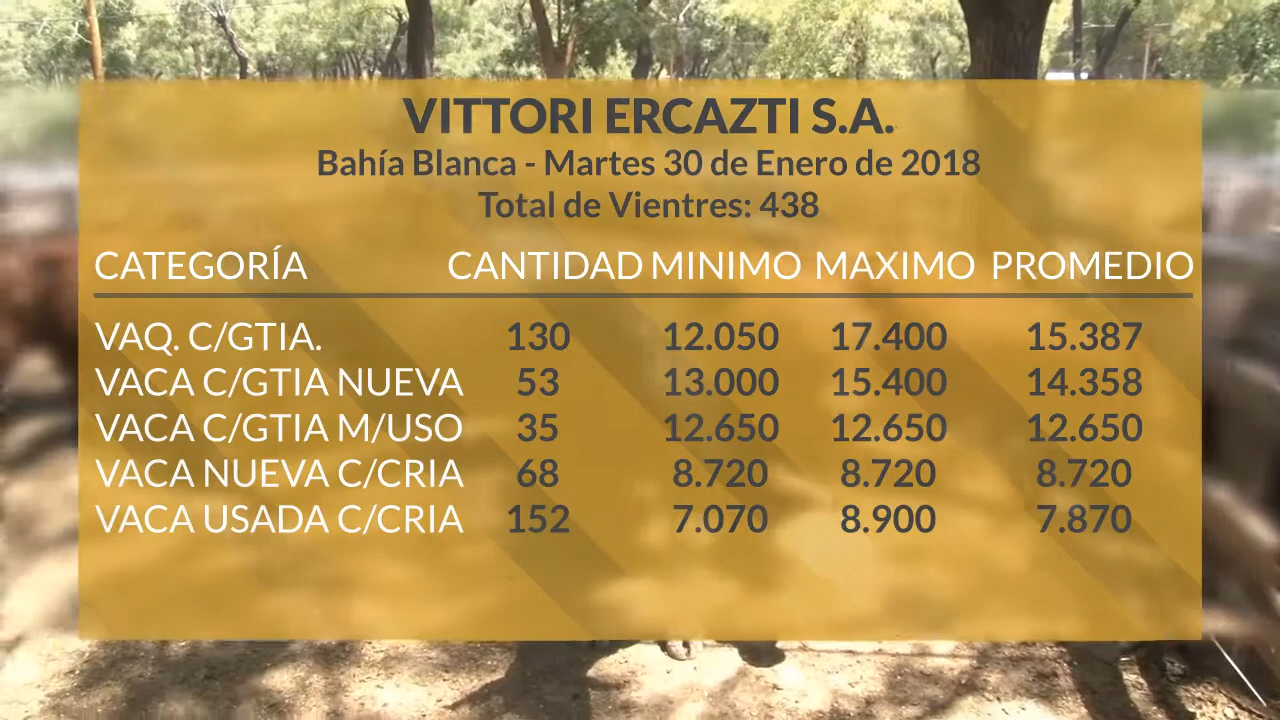 VITTORI ERCAZTI S.A.
Bahía Blanca - Martes 30 de Enero de 2018
Total de Vientres: 438
CATEGORÍA CANTIDAD MINIMO MAXIMO PROMEDIO
VAQ. C/GTIA. 130 12.050 17.400 15.387
VACA C/GTIA NUEVA 53 13.000 15.400 14.358
VACA C/GTIA M/USO 35 12.650 12.650 12.650
VACA NUEVA C/CRIA 68 8.720 8.720 8.720
VACA USADA C/CRIA 152 7.070 8.900 7.870